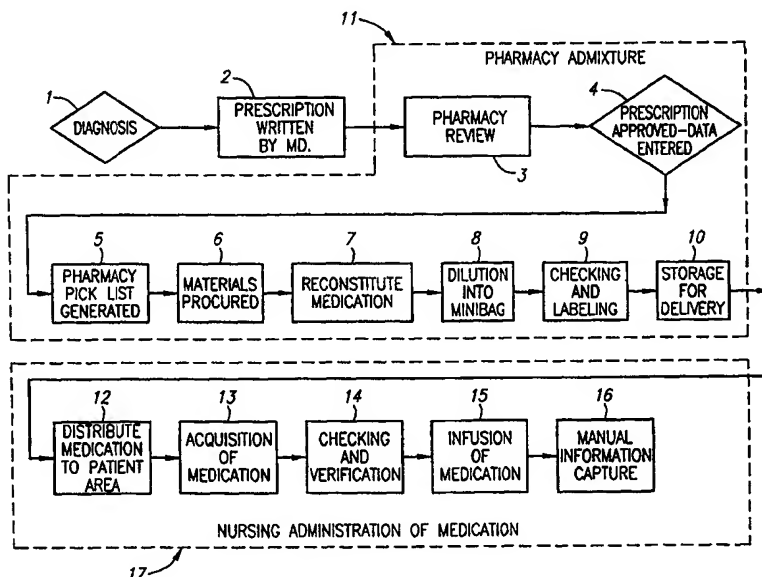 11
PHARMACY ADMIXTURE
1
DIAGNOSIS
2
PRESCRIPTION
WRITTEN
BY MD.
PHARMACY
REVIEW
3
4
PRESCRIPTION
APPROVED-DATA
ENTERED
5
PHARMACY
PICK LIST
GENERATED
6
MATERIALS
PROCURED
7
RECONSTITUTE
MEDICATION
8
DILUTION
INTO
MINIBAG
9
CHECKING
AND
LABELING
10
STORAGE
FOR
DELIVERY
12
DISTRIBUTE
MEDICATION
TO PATIENT
AREA
13
ACQUISITION
OF
MEDICATION
14
CHECKING
AND
VERIFICATION
15
INFUSION
OF
MEDICATION
16
MANUAL
INFORMATION
CAPTURE
NURSING ADMINISTRATION OF MEDICATION
17